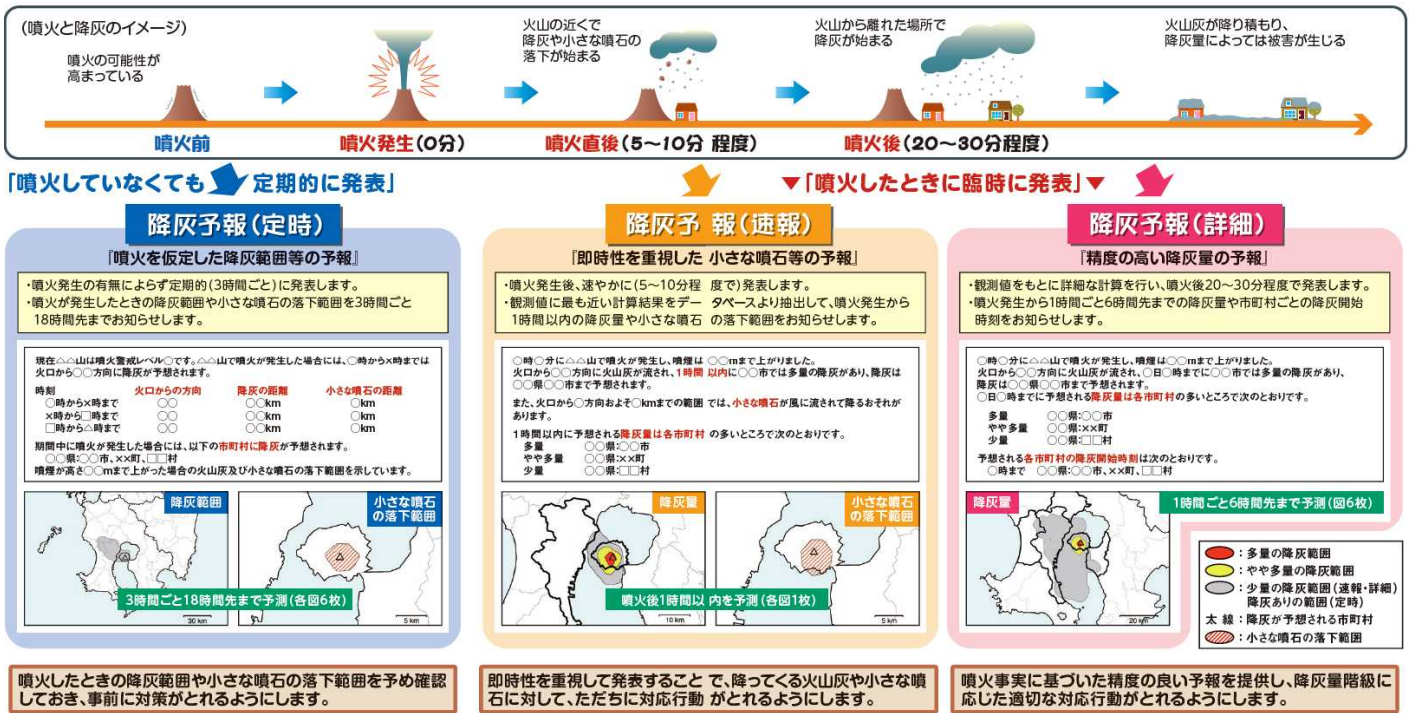 (噴火と降灰のイメージ)
噴火の可能性が
高まっている
火山の近くで
降灰や小さな噴石の
落下が始まる
火山から離れた場所で
降灰が始まる
火山灰が降り積もり、
降灰量によっては被害が生じる
噴火前
噴火発生(0分)
噴火直後(5~10分 程度)
噴火後(20~30分程度)
「噴火していなくても 定期的に発表」
▼「噴火したときに臨時に発表」▼
降灰予報(定時)
『噴火を仮定した降灰範囲等の予報』
・噴火発生の有無によらず定期的(3時間ごと)に発表します。
・噴火が発生したときの降灰範囲や小さな噴石の落下範囲を3時間ごと
18時間先までお知らせします。
現在△△山は噴火警戒レベル○です。△△山で噴火が発生した場合には、○時から×時までは
火口から○○方向に降灰が予想されます。
時刻 火口からの方向 降灰の距離 小さな噴石の距離
○時から×時まで ○○ ○○km ○km
×時から□時まで ○○ ○○km ○km
□時から△時まで ○○ ○○km ○km
期間中に噴火が発生した場合には、以下の市町村に降灰が予想されます。
○○県:○○市、××町、□□村
噴煙が高さ○○mまで上がった場合の火山灰及び小さな噴石の落下範囲を示しています。
降灰範囲
小さな噴石
の落下範囲
3時間ごと18時間先まで予測(各図6枚)
30 km
5 km
噴火したときの降灰範囲や小さな噴石の落下範囲を予め確認
しておき、事前に対策がとれるようにします。
降灰予 報(速報)
『即時性を重視した 小さな噴石等の予報』
・噴火発生後、速やかに(5~10分程 度で)発表します。
・観測値に最も近い計算結果をデー タベースより抽出して、噴火発生から
1時間以内の降灰量や小さな噴石 の落下範囲をお知らせします。
○時○分に△△山で噴火が発生し、噴煙は ○○mまで上がりました。
火口から○○方向に火山灰が流され、1時間 以内に○○市では多量の降灰があり、降灰は
○○県○○市まで予想されます。
また、火口から○方向およそ○kmまでの範囲 では、小さな噴石が風に流されて降るおそれが
あります。
1時間以内に予想される降灰量は各市町村 の多いところで次のとおりです。
多量 ○○県:○○市
やや多量 ○○県:××町
少量 ○○県:□□村
降灰量
小さな噴石
の落下範囲
噴火後1時間以 内を予測(各図1枚)
10 km
5 km
即時性を重視して発表すること で、降ってくる火山灰や小さな噴
石に対して、ただちに対応行動 がとれるようにします。
降灰予報(詳細)
『精度の高い降灰量の予報』
・観測値をもとに詳細な計算を行い、噴火後20~30分程度で発表します。
・噴火発生から1時間ごと6時間先までの降灰量や市町村ごとの降灰開始
時刻をお知らせします。
○時○分に△△山で噴火が発生し、噴煙は○○mまで上がりました。
火口から○○方向に火山灰が流され、○日○時までに○○市では多量の降灰があり、
降灰は○○県○○市まで予想されます。
○日○時までに予想される降灰量は各市町村の多いところで次のとおりです。
多量 ○○県:○○市
やや多量 ○○県:××町
少量 ○○県:□□村
予想される各市町村の降灰開始時刻は次のとおりです。
○時まで ○○県:○○市、××町、□□村
降灰量
1時間ごと6時間先まで予測(図6枚)
20 km
:多量の降灰範囲
:やや多量の降灰範囲
:少量の降灰範囲(速報・詳細)
降灰ありの範囲(定時)
太 線:降灰が予想される市町村
:小さな噴石の落下範囲
噴火事実に基づいた精度の良い予報を提供し、降灰量階級に
応じた適切な対応行動がとれるようにします。